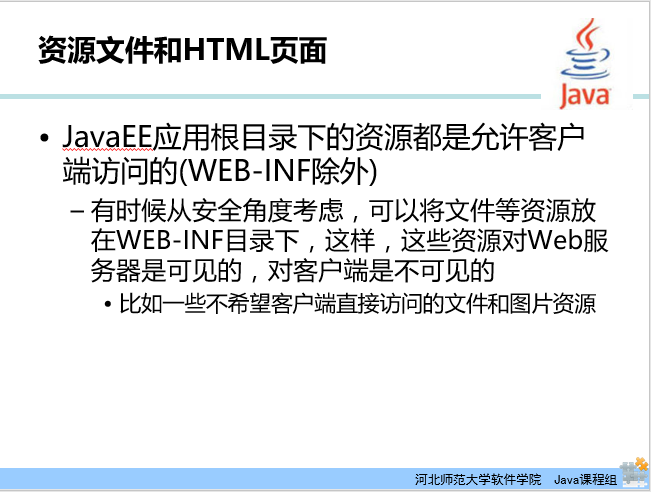 资源文件和HTML页面
Java
• JavaEE应用根目录下的资源都是允许客户
端访问的(WEB-INF除外)
– 有时候从安全角度考虑，可以将文件等资源放
在WEB-INF目录下，这样，这些资源对Web服
务器是可见的，对客户端是不可见的
• 比如一些不希望客户端直接访问的文件和图片资源
河北师范大学软件学院 Java课程组